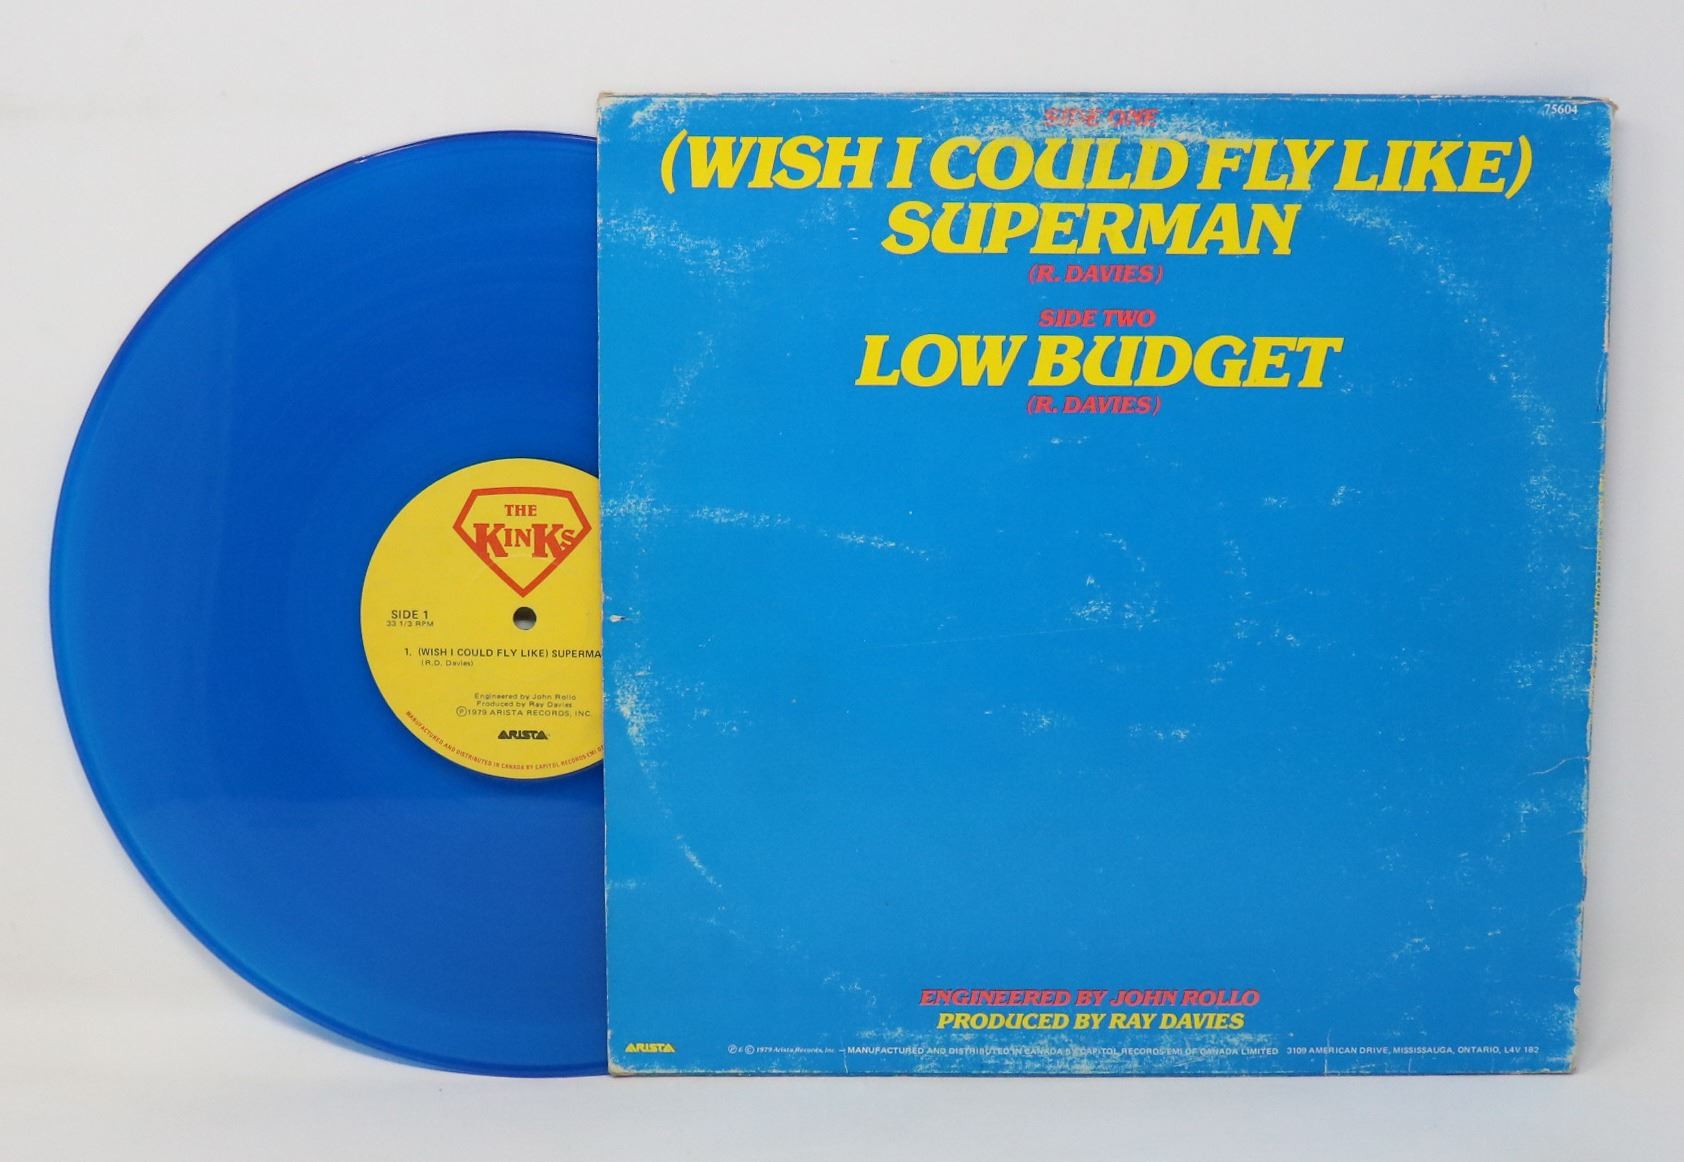 THE
KINKS
SIDE 1
33 1/3 RPM
1. (WISH I COULD FLY LIKE) SUPERMA
(R.D. Davies)
Engineered by John Rollo
Produced by Ray Davies
Ⓟ1979 ARISTA RECORDS, INC.
ARISTA
MANUFACTURED AND DISTRIBUTED IN CANADA BY CAPITOL RECORDS-EMI OF
75604
SIDE ONE
(WISH I COULD FLY LIKE)
SUPERMAN
(R. DAVIES)
SIDE TWO
LOW BUDGET
(R. DAVIES)
ENGINEERED BY JOHN ROLLO
PRODUCED BY RAY DAVIES
ARISTA Ⓟ & © 1979 Arista Records, Inc. — MANUFACTURED AND DISTRIBUTED IN CANADA BY CAPITOL RECORDS-EMI OF CANADA LIMITED 3109 AMERICAN DRIVE, MISSISSAUGA, ONTARIO, L4V 1B2